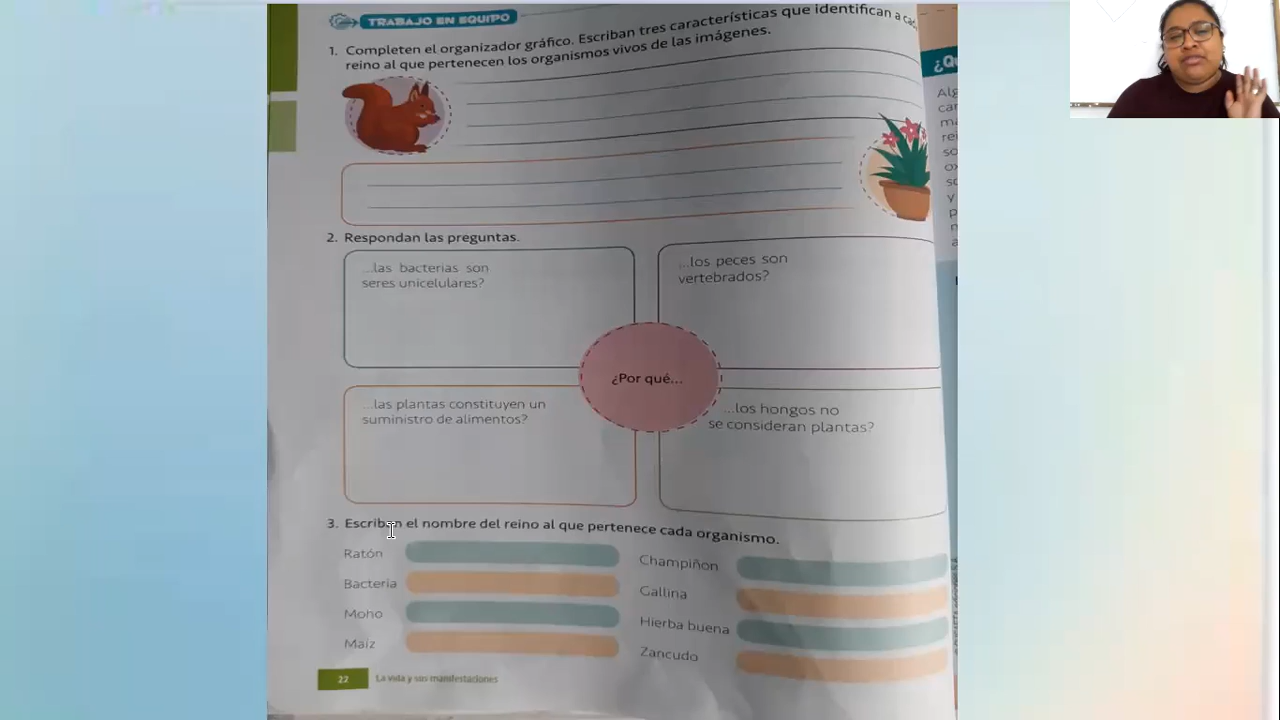 TRABAJO EN EQUIPO
1. Completen el organizador gráfico. Escriban tres características que identifican a
reino al que pertenecen los organismos vivos de las imágenes.
2. Respondan las preguntas.
...las bacterias son
seres unicelulares?
...los peces son
vertebrados?
¿Por qué...
...las plantas constituyen un
suministro de alimentos?
...los hongos no
se consideran plantas?
3. Escriban el nombre del reino al que pertenece cada organismo.
Ratón
Bacteria
Moho
Maíz
Champiñon
Gallina
Hierba buena
Zancudo
22 La vida y sus manifestaciones